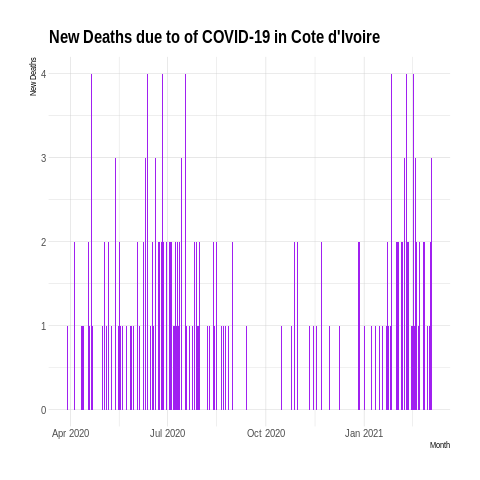 New Deaths due to of COVID-19 in Cote d'Ivoire
New Deaths
4
3
2
1
0
Apr 2020
Jul 2020
Oct 2020
Jan 2021
Month